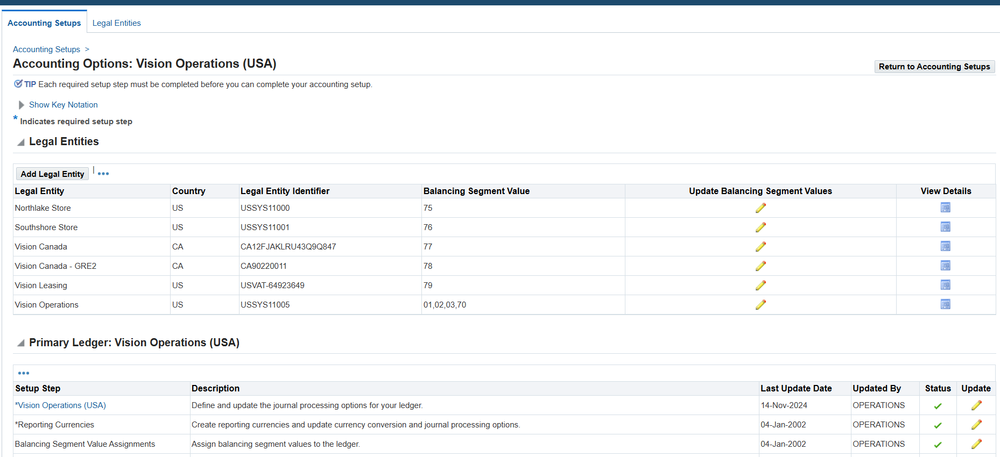 Accounting Setups Legal Entities
Accounting Setups >
Accounting Options: Vision Operations (USA)
Return to Accounting Setups
TIP Each required setup step must be completed before you can complete your accounting setup.
Show Key Notation
* Indicates required setup step
Legal Entities
Add Legal Entity
Legal Entity Country Legal Entity Identifier Balancing Segment Value Update Balancing Segment Values View Details
Northlake Store US USSYS11000 75
Southshore Store US USSYS11001 76
Vision Canada CA CA12FJAKLRU43Q9Q847 77
Vision Canada - GRE2 CA CA90220011 78
Vision Leasing US USVAT-64923649 79
Vision Operations US USSYS11005 01,02,03,70
Primary Ledger: Vision Operations (USA)
Setup Step Description Last Update Date Updated By Status Update
*Vision Operations (USA) Define and update the journal processing options for your ledger. 14-Nov-2024 OPERATIONS
*Reporting Currencies Create reporting currencies and update currency conversion and journal processing options. 04-Jan-2002 OPERATIONS
Balancing Segment Value Assignments Assign balancing segment values to the ledger. 04-Jan-2002 OPERATIONS